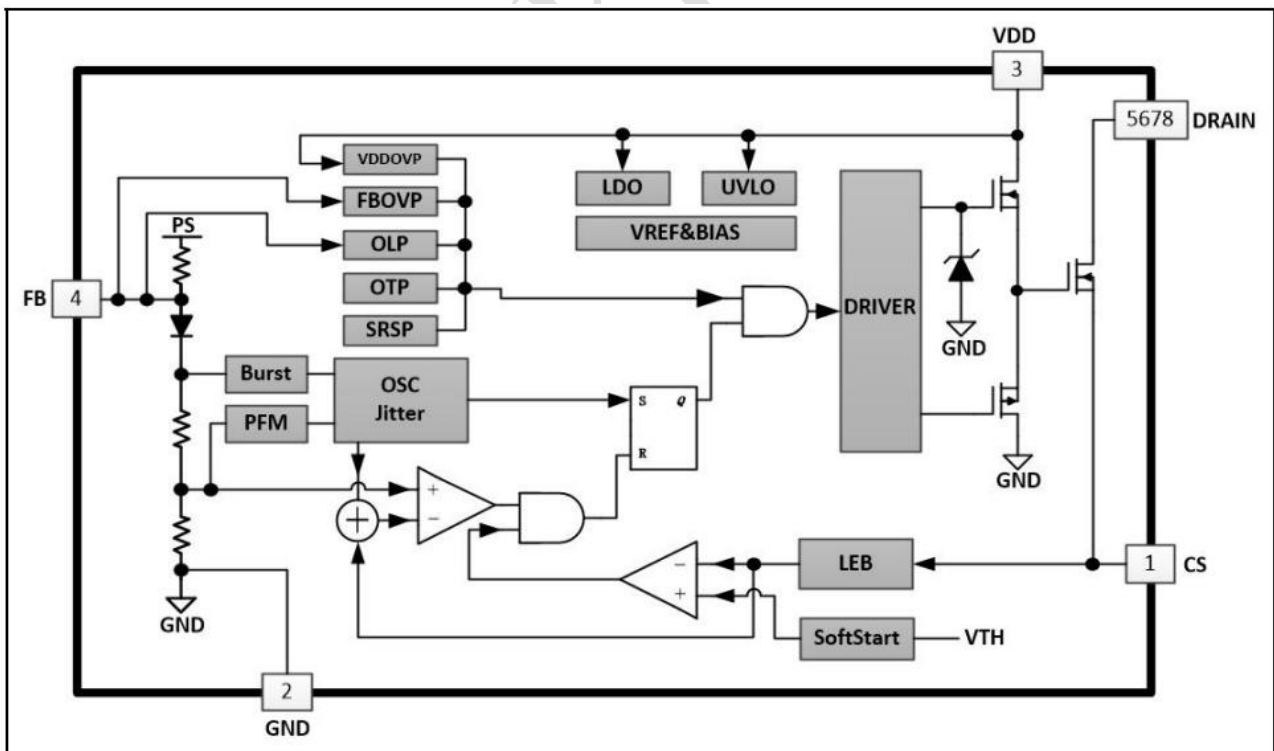 VDD
3
5678 DRAIN
VDDOVP
FBOVP
LDO
UVLO
PS
OLP
VREF&BIAS
FB 4
OTP
DRIVER
SRSP
GND
Burst
OSC
Jitter
S Q
PFM
R
GND
+
−
+
LEB
1 CS
−
+
GND
SoftStart
VTH
2
GND